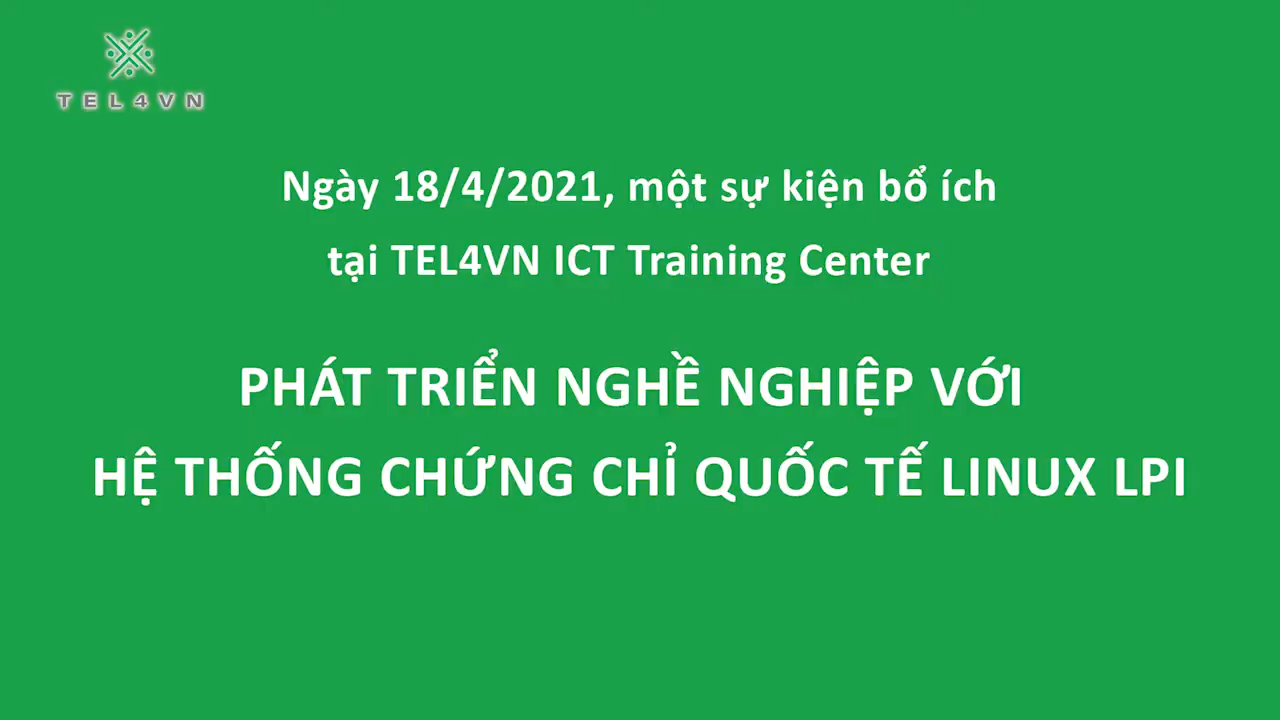 TEL4VN
Ngày 18/4/2021, một sự kiện bổ ích
tại TEL4VN ICT Training Center
PHÁT TRIỂN NGHỀ NGHIỆP VỚI
HỆ THỐNG CHỨNG CHỈ QUỐC TẾ LINUX LPI